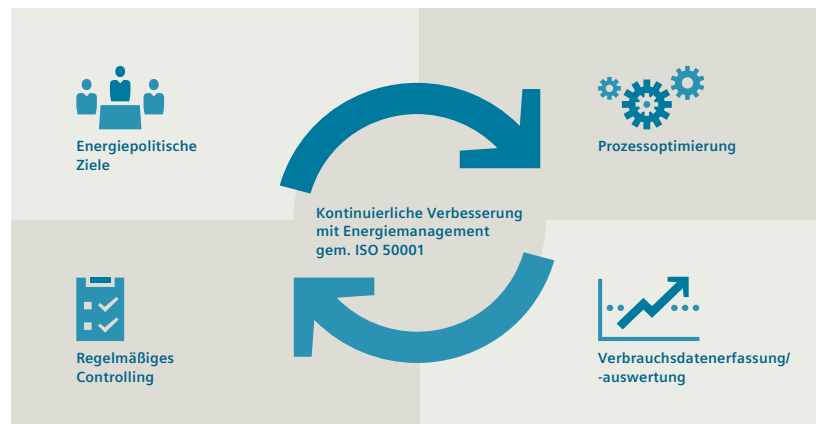 Energiepolitische
Ziele
Prozessoptimierung
Kontinuierliche Verbesserung
mit Energiemanagement
gem. ISO 50001
Regelmäßiges
Controlling
Verbrauchsdatenerfassung/
-auswertung